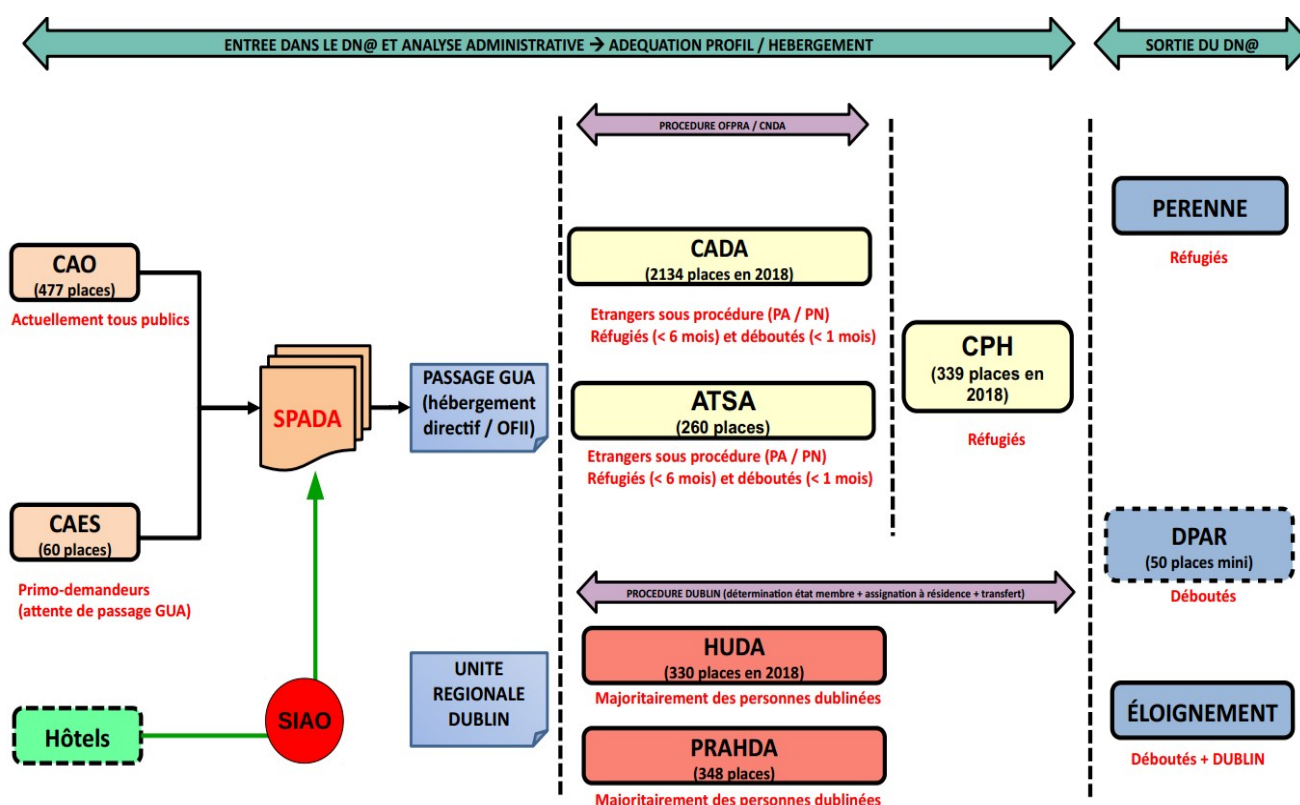 ENTREE DANS LE DN@ ET ANALYSE ADMINISTRATIVE → ADEQUATION PROFIL / HEBERGEMENT
SORTIE DU DN@
PROCEDURE OFPRA / CNDA
CAO
(477 places)
Actuellement tous publics
CAES
(60 places)
Primo-demandeurs
(attente de passage GUA)
Hôtels
SIAO
SPADA
PASSAGE GUA
(hébergement
directif / OFII)
UNITE
REGIONALE
DUBLIN
CADA
(2134 places en 2018)
Etrangers sous procédure (PA / PN)
Réfugiés (< 6 mois) et déboutés (< 1 mois)
ATSA
(260 places)
Etrangers sous procédure (PA / PN)
Réfugiés (< 6 mois) et déboutés (< 1 mois)
CPH
(339 places en
2018)
Réfugiés
PROCEDURE DUBLIN (détermination état membre + assignation à résidence + transfert)
HUDA
(330 places en 2018)
Majoritairement des personnes dublinées
PRAHDA
(348 places)
Majoritairement des personnes dublinées
PERENNE
Réfugiés
DPAR
(50 places mini)
Déboutés
ÉLOIGNEMENT
Déboutés + DUBLIN